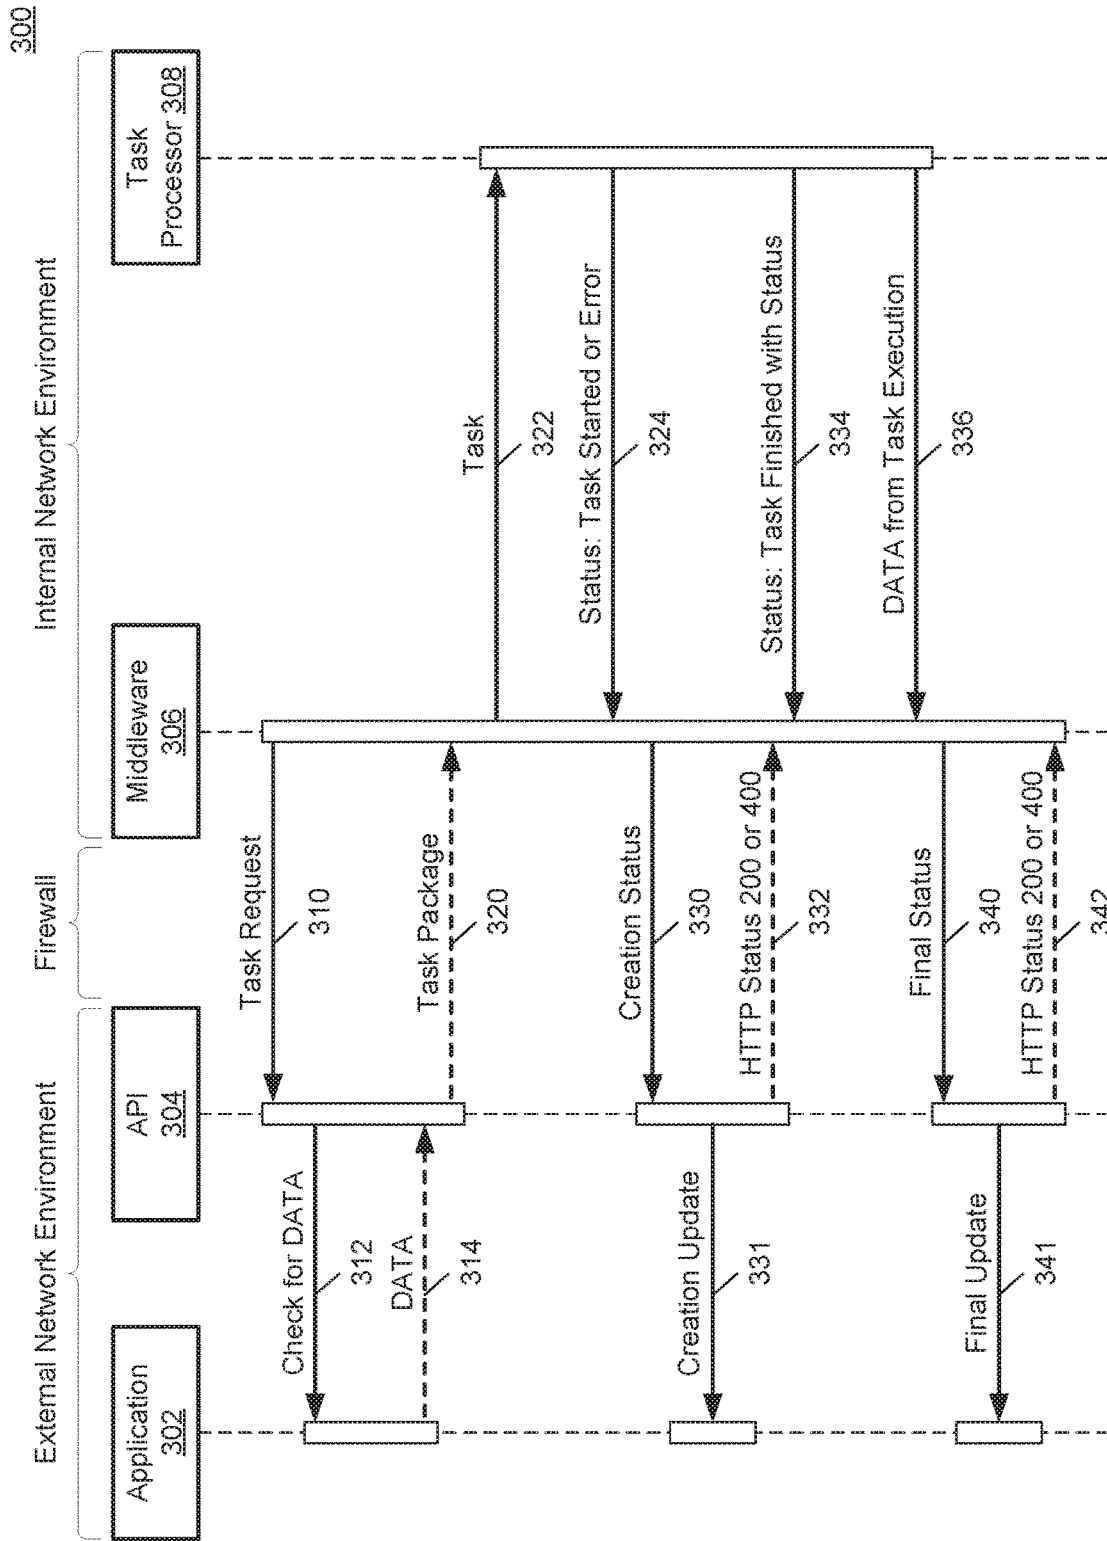 300
External Network Environment
Firewall
Internal Network Environment
Application
302
API
304
Middleware
306
Task
Processor 308
Task Request
310
Check for DATA
312
DATA
314
Task Package
320
Task
322
Status: Task Started or Error
324
Creation Status
330
Creation Update
331
HTTP Status 200 or 400
332
Status: Task Finished with Status
334
DATA from Task Execution
336
Final Status
340
Final Update
341
HTTP Status 200 or 400
342